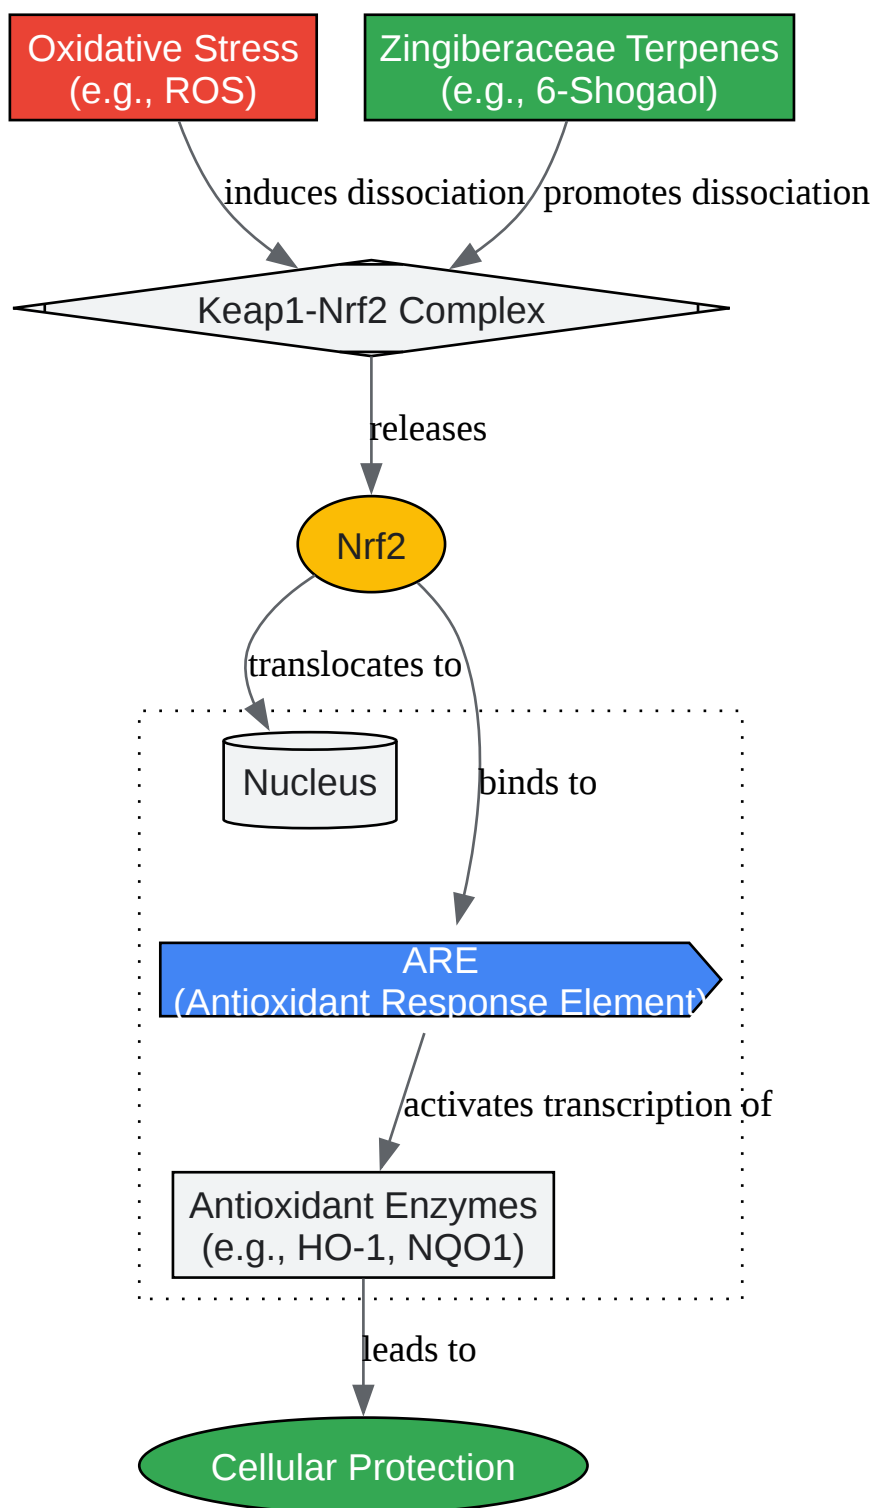 Oxidative Stress
(e.g., ROS)
Zingiberaceae Terpenes
(e.g., 6-Shogaol)
induces dissociation
promotes dissociation
Keap1-Nrf2 Complex
releases
Nrf2
translocates to
Nucleus
binds to
ARE
(Antioxidant Response Element)
activates transcription of
Antioxidant Enzymes
(e.g., HO-1, NQO1)
leads to
Cellular Protection